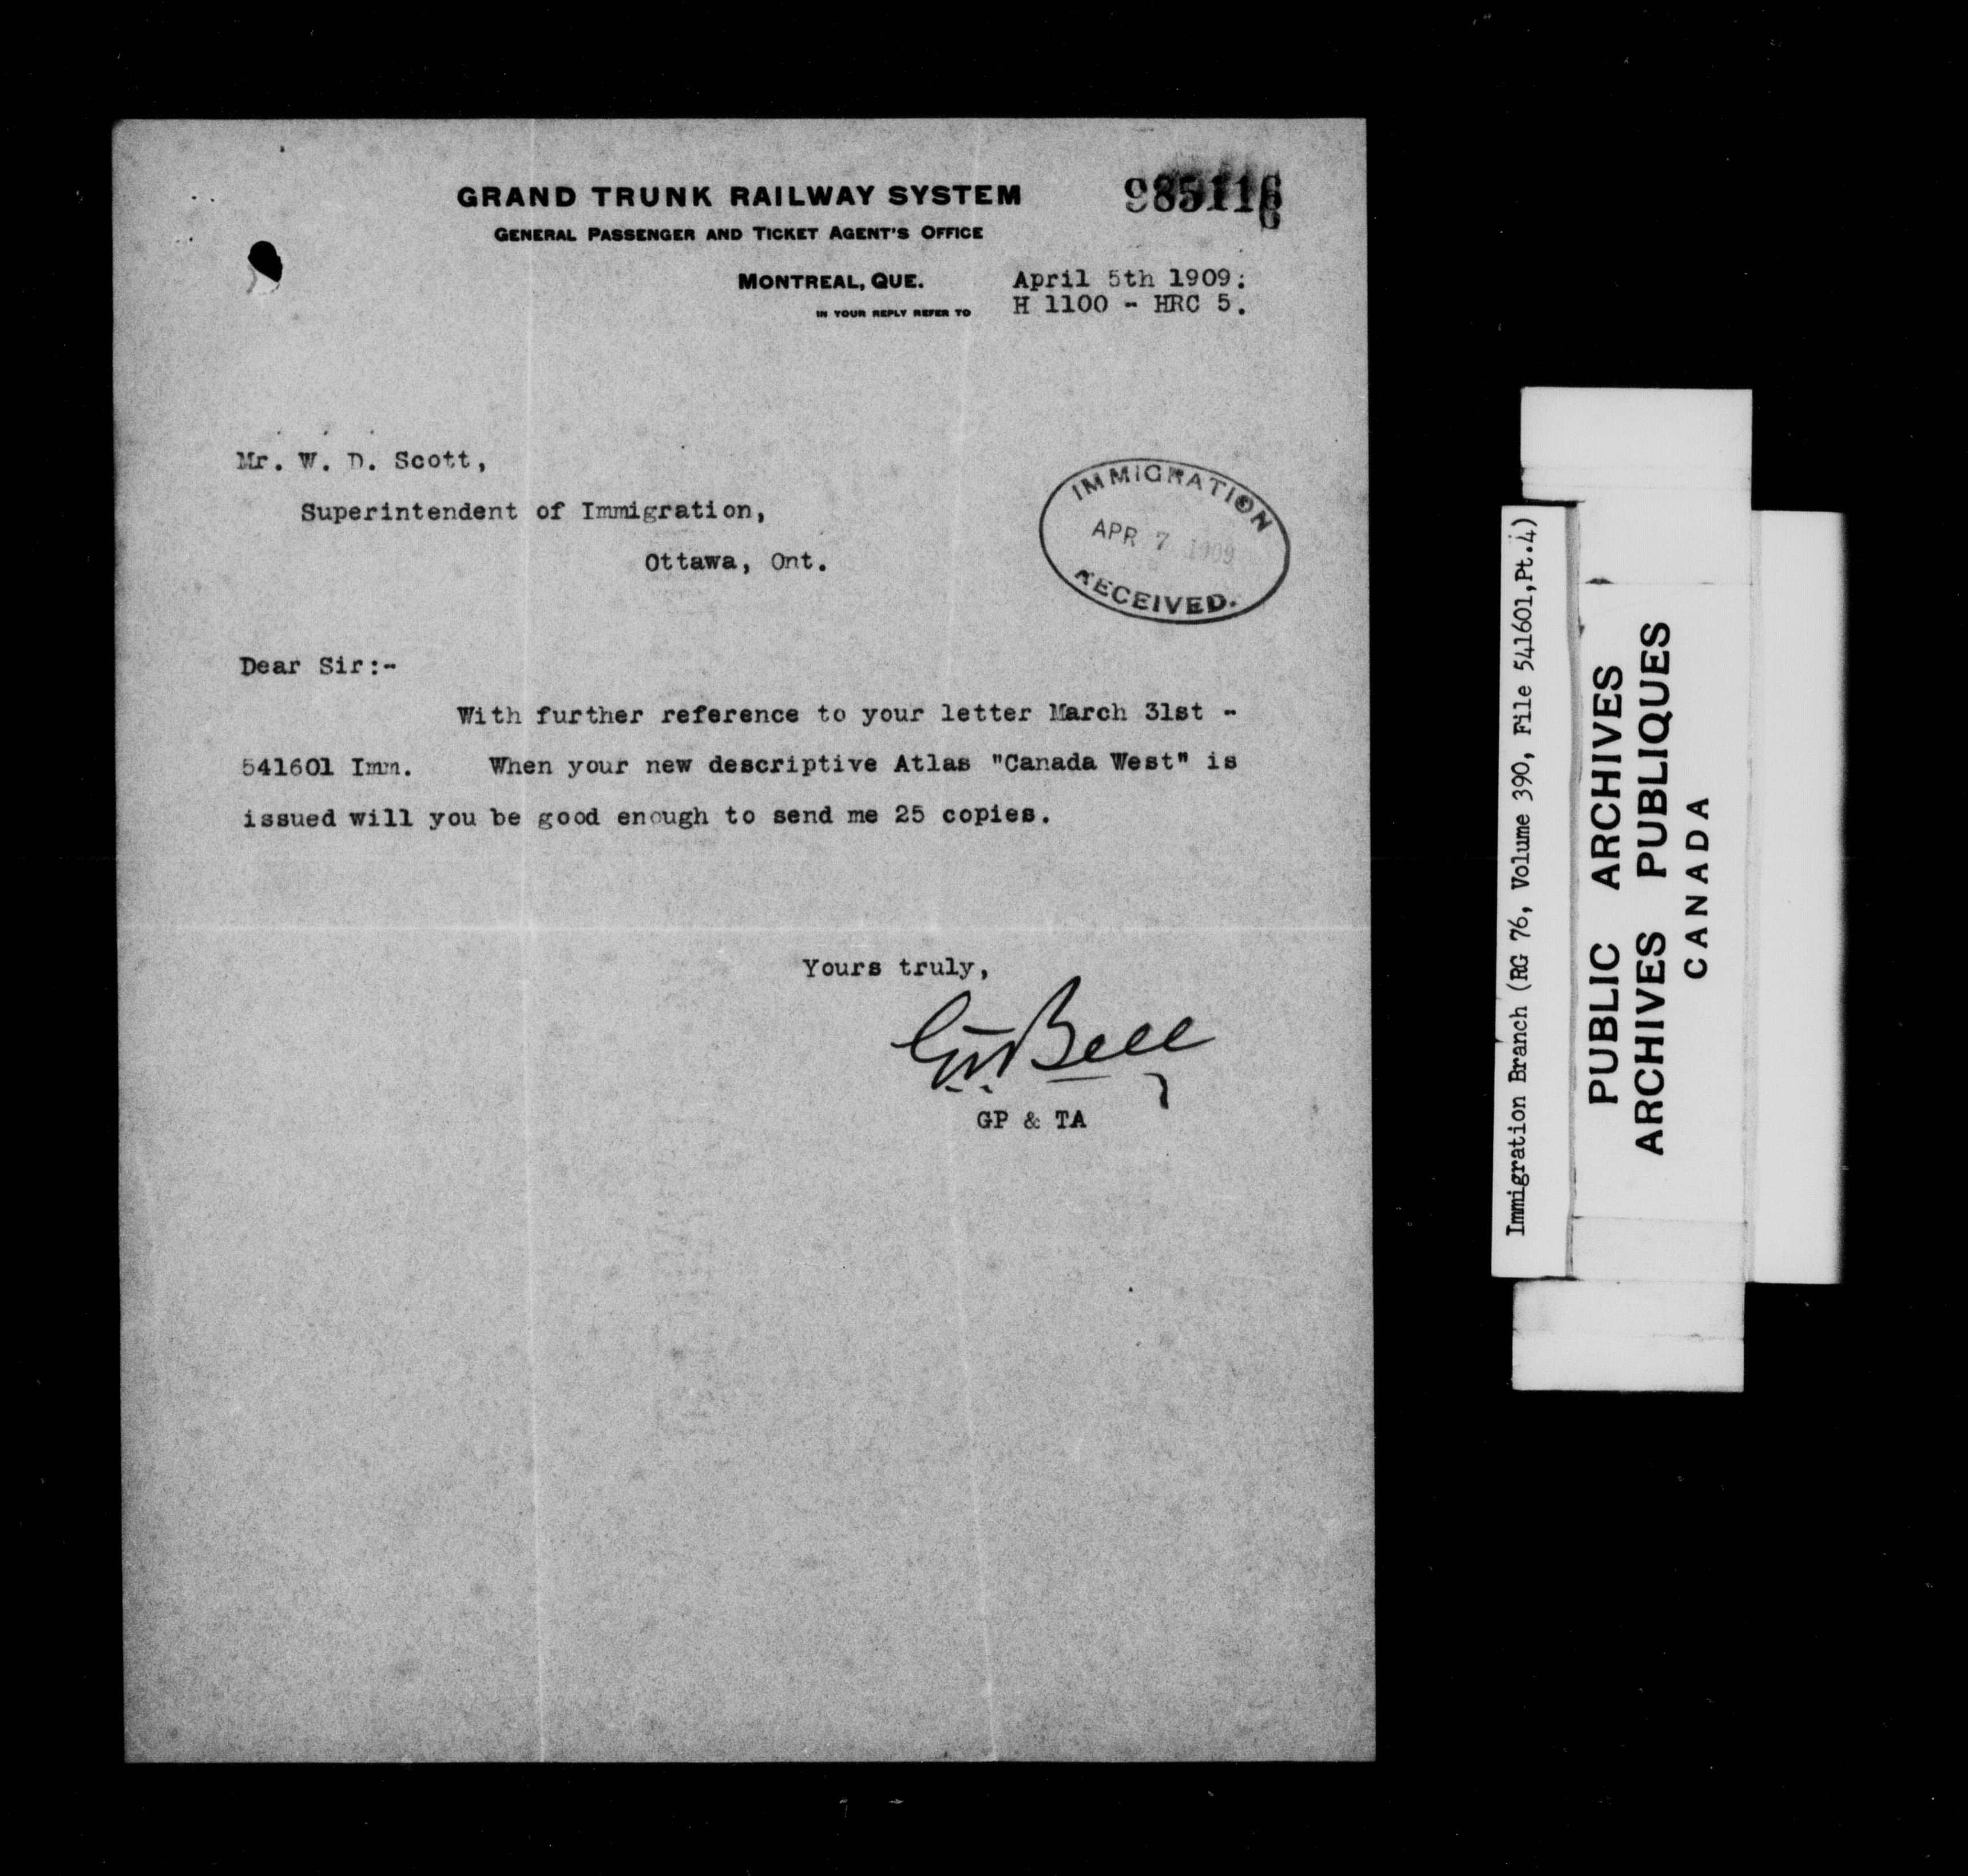 GRAND TRUNK RAILWAY SYSTEM
GENERAL PASSENGER AND TICKET AGENT'S OFFICE
MONTREAL, QUE. April 5th 1909:
IN YOUR REPLY REFER TO H 1100 - HRC 5.
Mr. W. D. Scott,
Superintendent of Immigration,
Ottawa, Ont.
IMMIGRATION
APR 7 1909
RECEIVED.
Dear Sir:-
With further reference to your letter March 31st -
541601 Imm. When your new descriptive Atlas "Canada West" is
issued will you be good enough to send me 25 copies.
Yours truly,
Bell
GP & TA
Immigration Branch (RG 76, Volume 390, File 541601,Pt.4)
PUBLIC ARCHIVES
ARCHIVES PUBLIQUES
CANADA